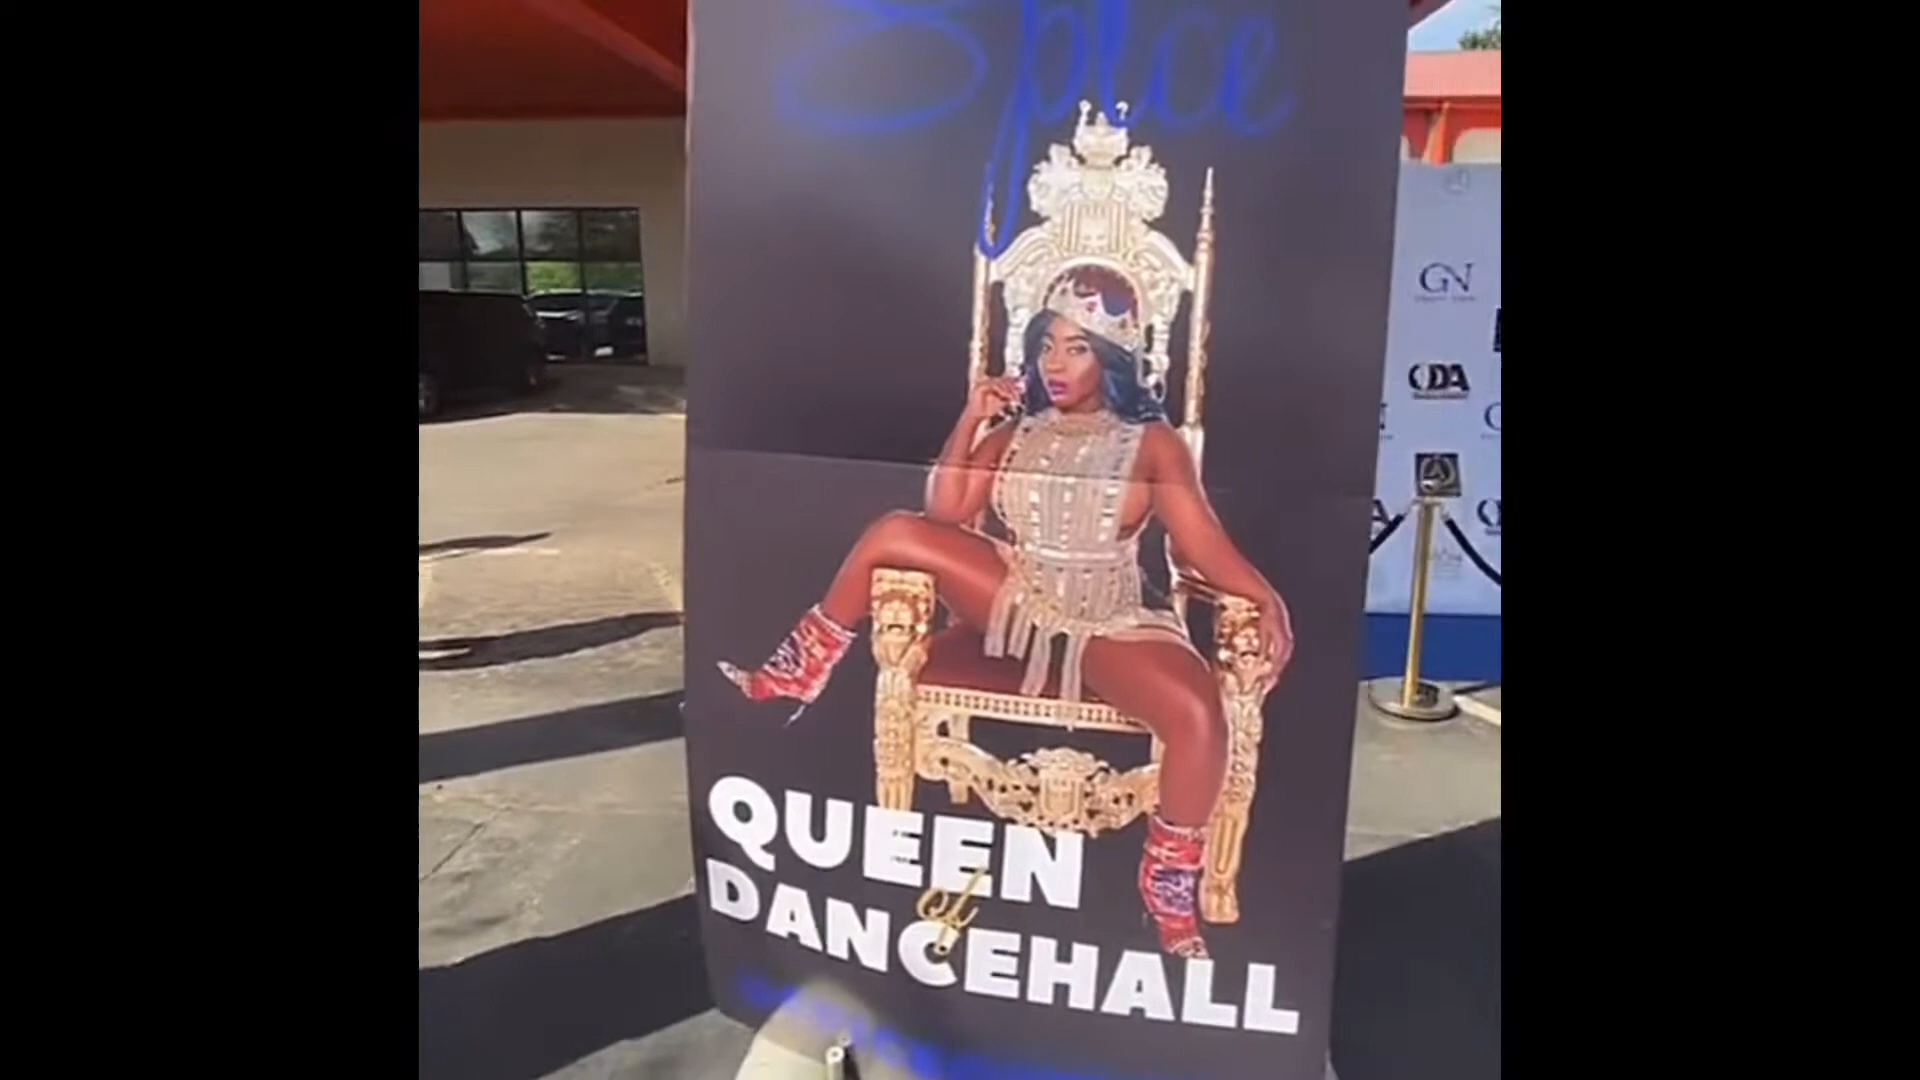 Spice
QUEEN
of
DANCEHALL
GN
ODA